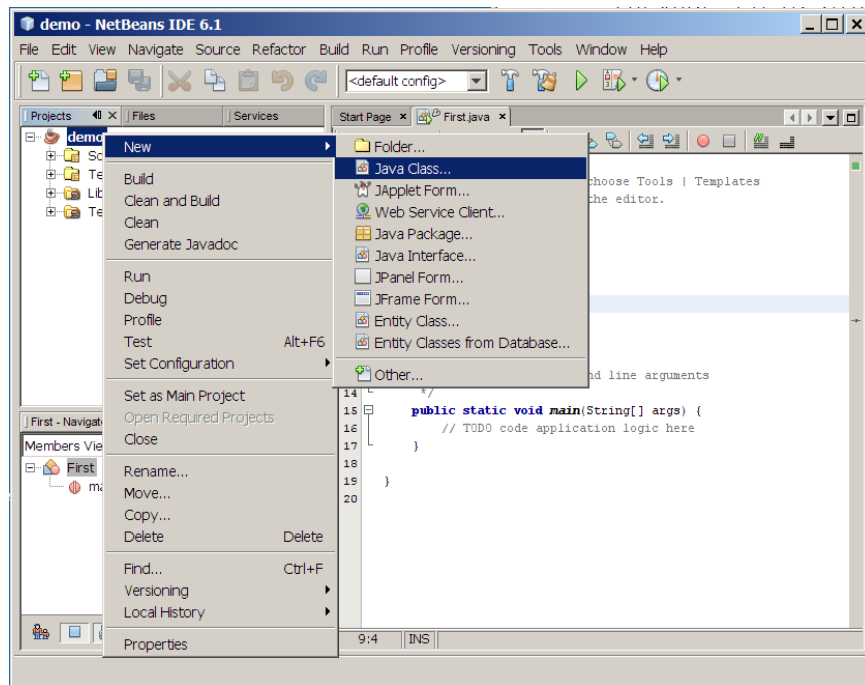 demo - NetBeans IDE 6.1
File Edit View Navigate Source Refactor Build Run Profile Versioning Tools Window Help
<default config>
Projects Files Services
Start Page First.java
demo
Lib
New
Build
Clean and Build
Clean
Generate Javadoc
Run
Debug
Profile
Test Alt+F6
Set Configuration
Set as Main Project
Open Required Projects
Close
Rename...
Move...
Copy...
Delete Delete
Find... Ctrl+F
Versioning
Local History
Properties
Folder...
Java Class...
JApplet Form...
Web Service Client...
Java Package...
Java Interface...
JPanel Form...
JFrame Form...
Entity Class...
Entity Classes from Database...
Other...
choose Tools | Templates
the editor.
nd line arguments
14 */
15 public static void main(String[] args) {
16 // TODO code application logic here
17 }
18
19 }
20
First - Navigat
Members Vie
First
ma
9:4 INS